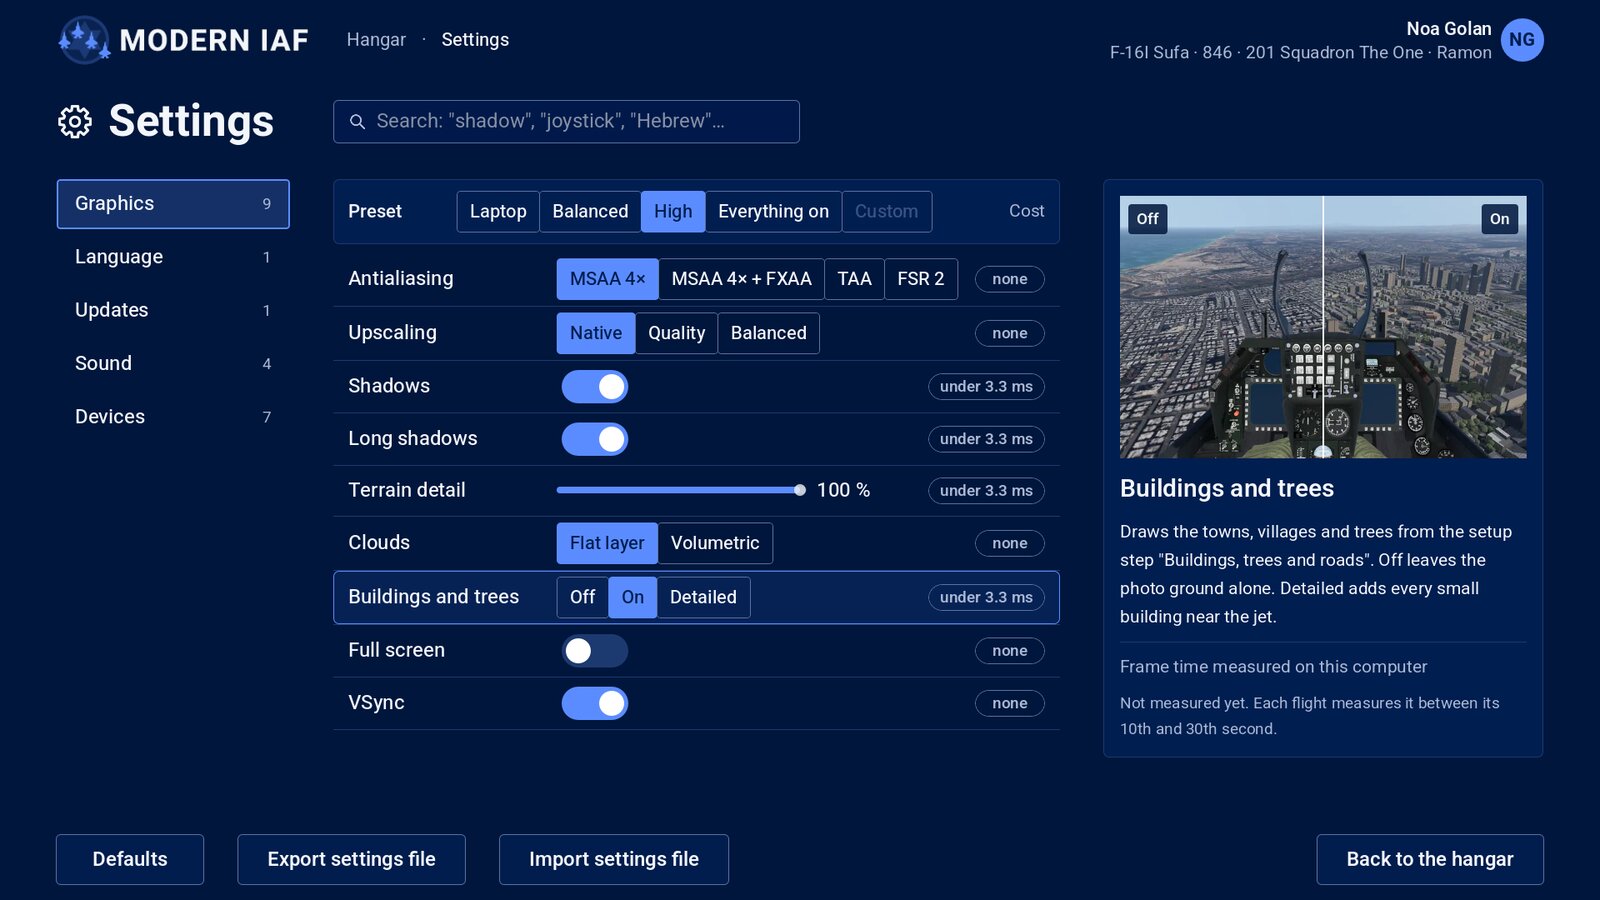 MODERN IAF
Hangar · Settings
Noa Golan
F-16I Sufa · 846 · 201 Squadron The One · Ramon
NG
Settings
Search: "shadow", "joystick", "Hebrew"...
Graphics 9
Language 1
Updates 1
Sound 4
Devices 7
Preset Laptop Balanced High Everything on Custom Cost
Antialiasing MSAA 4× MSAA 4× + FXAA TAA FSR 2 none
Upscaling Native Quality Balanced none
Shadows under 3.3 ms
Long shadows under 3.3 ms
Terrain detail 100 % under 3.3 ms
Clouds Flat layer Volumetric none
Buildings and trees Off On Detailed under 3.3 ms
Full screen none
VSync none
Off On
Buildings and trees
Draws the towns, villages and trees from the setup
step "Buildings, trees and roads". Off leaves the
photo ground alone. Detailed adds every small
building near the jet.
Frame time measured on this computer
Not measured yet. Each flight measures it between its
10th and 30th second.
Defaults Export settings file Import settings file Back to the hangar